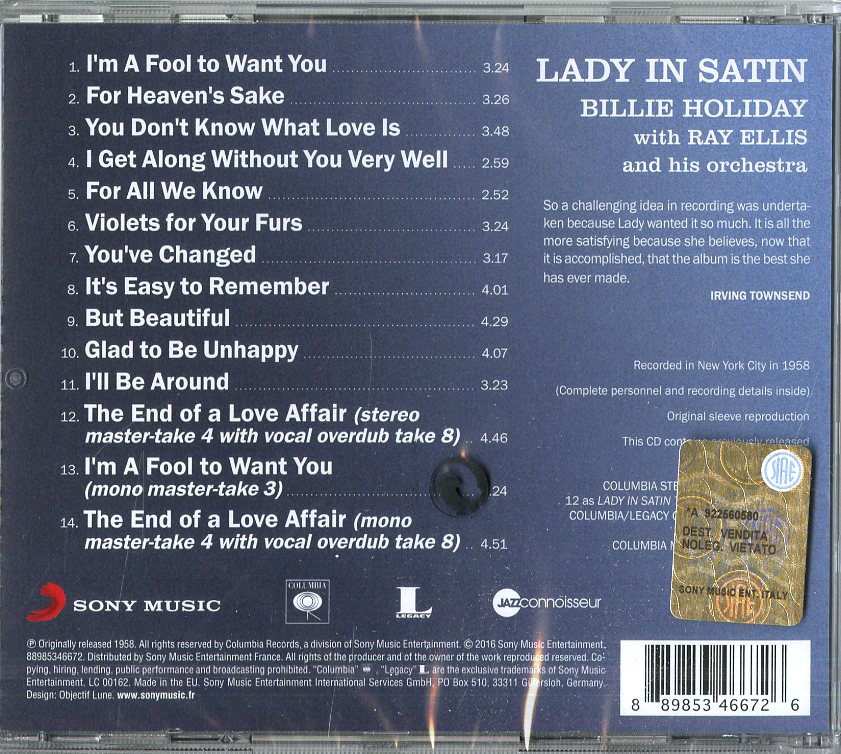 1. I'm A Fool to Want You 3.24
2. For Heaven's Sake 3.26
3. You Don't Know What Love Is 3.48
4. I Get Along Without You Very Well 2.59
5. For All We Know 2.52
6. Violets for Your Furs 3.24
7. You've Changed 3.17
8. It's Easy to Remember 4.01
9. But Beautiful 4.29
10. Glad to Be Unhappy 4.07
11. I'll Be Around 3.23
12. The End of a Love Affair (stereo
master-take 4 with vocal overdub take 8) 4.46
13. I'm A Fool to Want You
(mono master-take 3) 24
14. The End of a Love Affair (mono
master-take 4 with vocal overdub take 8) 4.51
LADY IN SATIN
BILLIE HOLIDAY
with RAY ELLIS
and his orchestra
So a challenging idea in recording was underta-
ken because Lady wanted it so much. It is all the
more satisfying because she believes, now that
it is accomplished, that the album is the best she
has ever made.
IRVING TOWNSEND
Recorded in New York City in 1958
(Complete personnel and recording details inside)
Original sleeve reproduction
This CD previously released
COLUMBIA
12 as LADY IN SATIN
COLUMBIA/LEGACY
COLUMBIA
SIAE
*A 922560580
DEST. VENDITA
NOLEG. VIETATO
SONY MUSIC ENT- ITALY
SONY MUSIC
COLUMBIA
L
LEGACY
JAZZ connoisseur
℗ Originally released 1958. All rights reserved by Columbia Records, a division of Sony Music Entertainment. © 2016 Sony Music Entertainment.
88985346672. Distributed by Sony Music Entertainment France. All rights of the producer and of the owner of the work reproduced reserved. Co-
pying, hiring, lending, public performance and broadcasting prohibited. "Columbia" , "Legacy" L are the exclusive trademarks of Sony Music
Entertainment. LC 00162. Made in the EU. Sony Music Entertainment International Services GmbH, PO Box 510, 33311 Gütersloh, Germany.
Design: Objectif Lune. www.sonymusic.fr
8 89853 46672 6